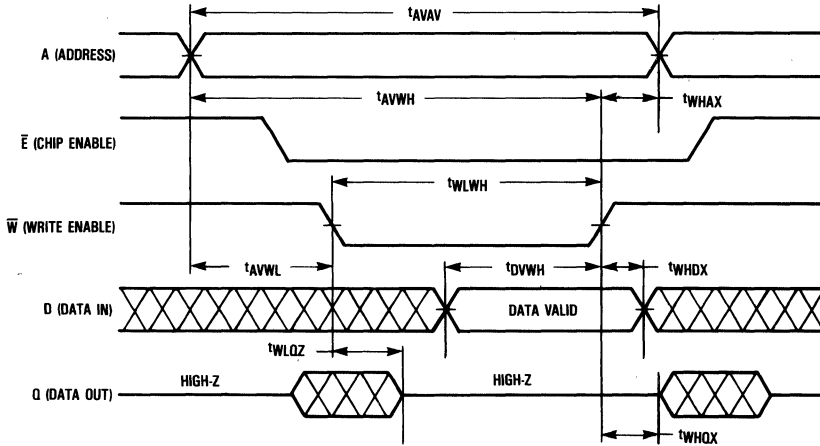 tAVAV
A (ADDRESS)
tAVWH
tWHAX
E (CHIP ENABLE)
tWLWH
W (WRITE ENABLE)
tAVWL
tDVWH
tWHDX
D (DATA IN)
DATA VALID
tWLQZ
HIGH-Z
HIGH-Z
Q (DATA OUT)
tWHQX